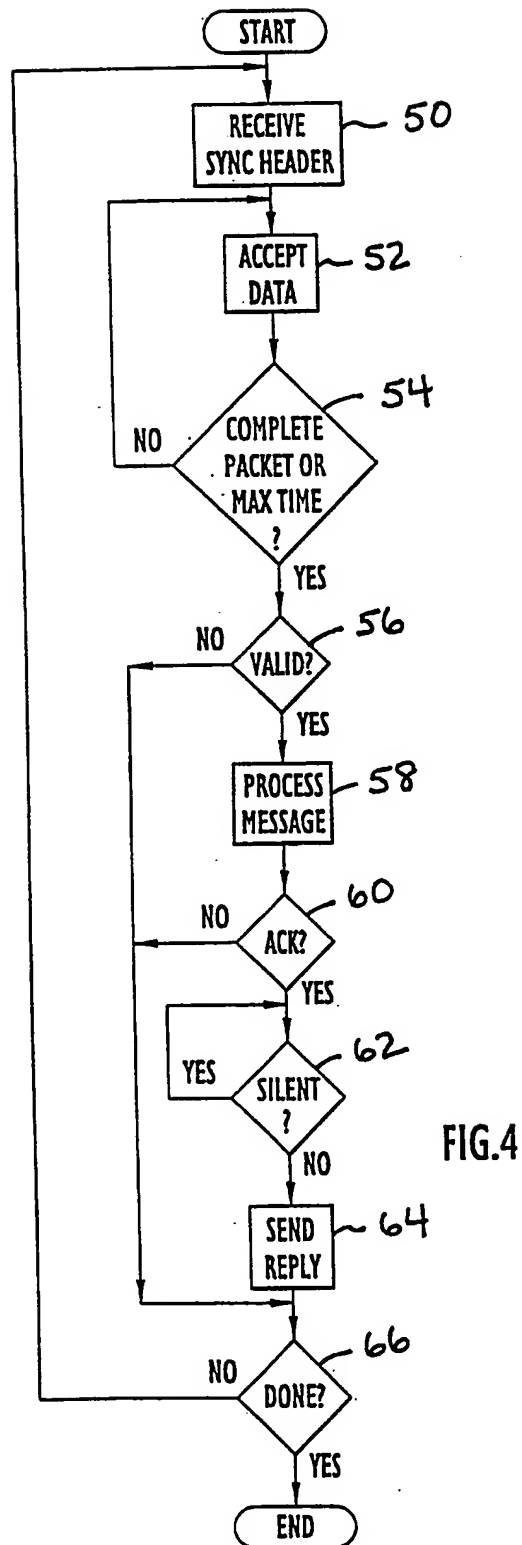 START
RECEIVE
SYNC HEADER
50
ACCEPT
DATA
52
COMPLETE
PACKET OR
MAX TIME
?
54
NO
YES
VALID?
56
NO
YES
PROCESS
MESSAGE
58
ACK?
60
NO
YES
SILENT
?
62
YES
NO
FIG.4
SEND
REPLY
64
DONE?
66
NO
YES
END